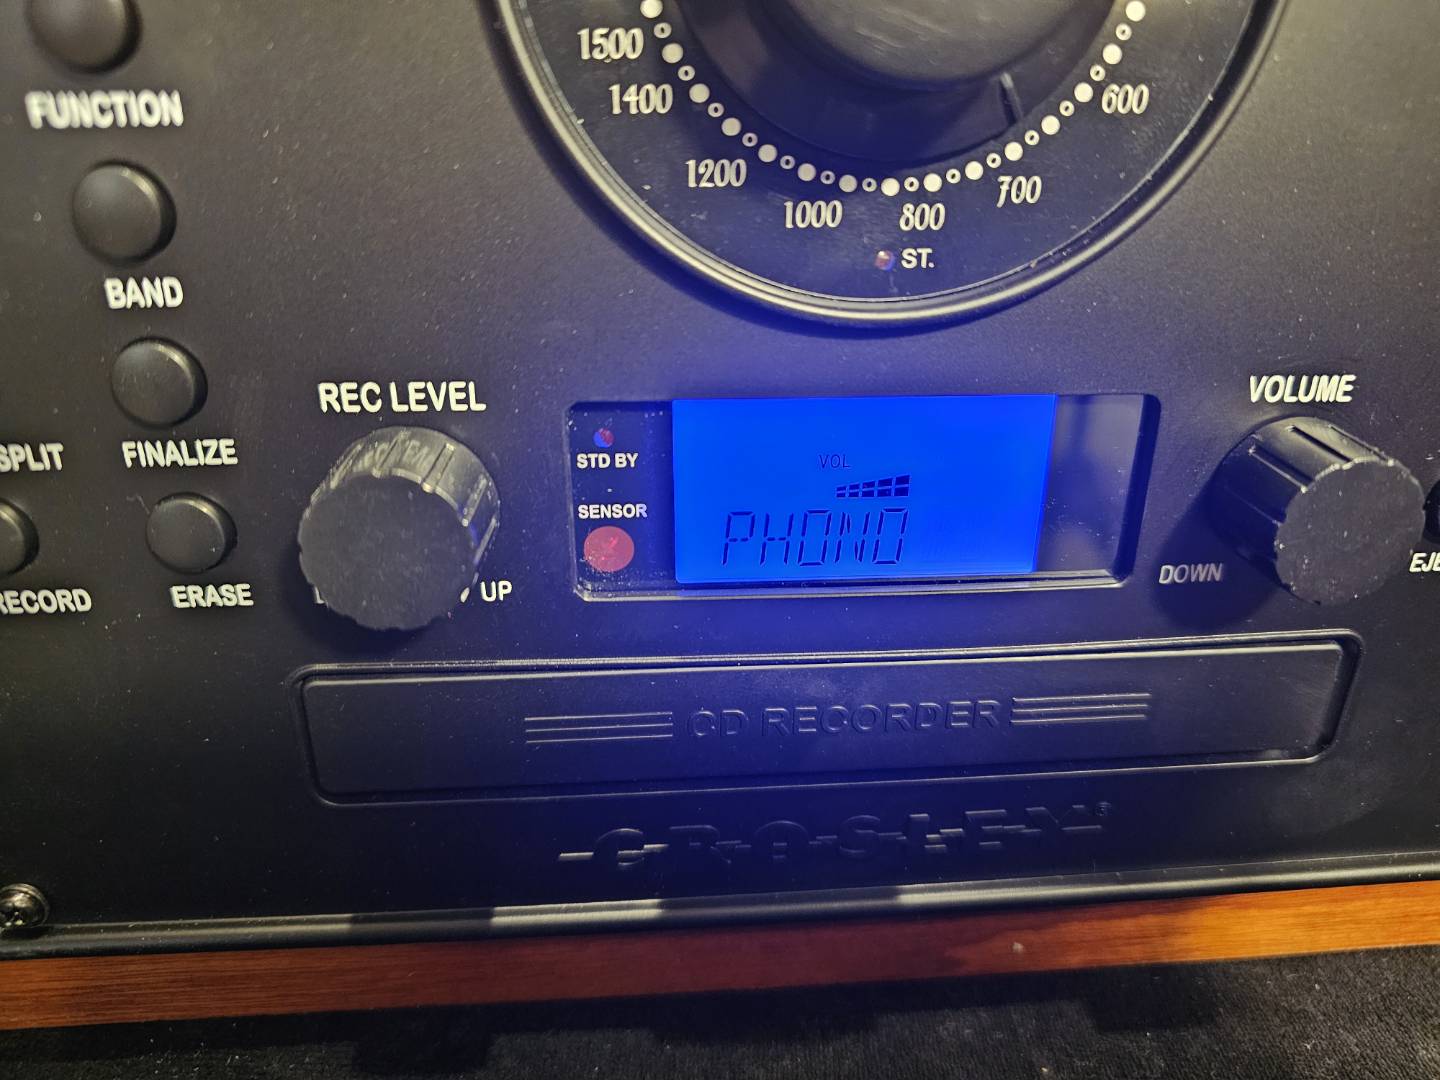 1500
1400
1200
1000
800
700
600
ST.
FUNCTION
BAND
SPLIT
FINALIZE
RECORD
ERASE
REC LEVEL
UP
STD BY
SENSOR
VOL
PHONO
VOLUME
DOWN
CD RECORDER
CROSLEY®